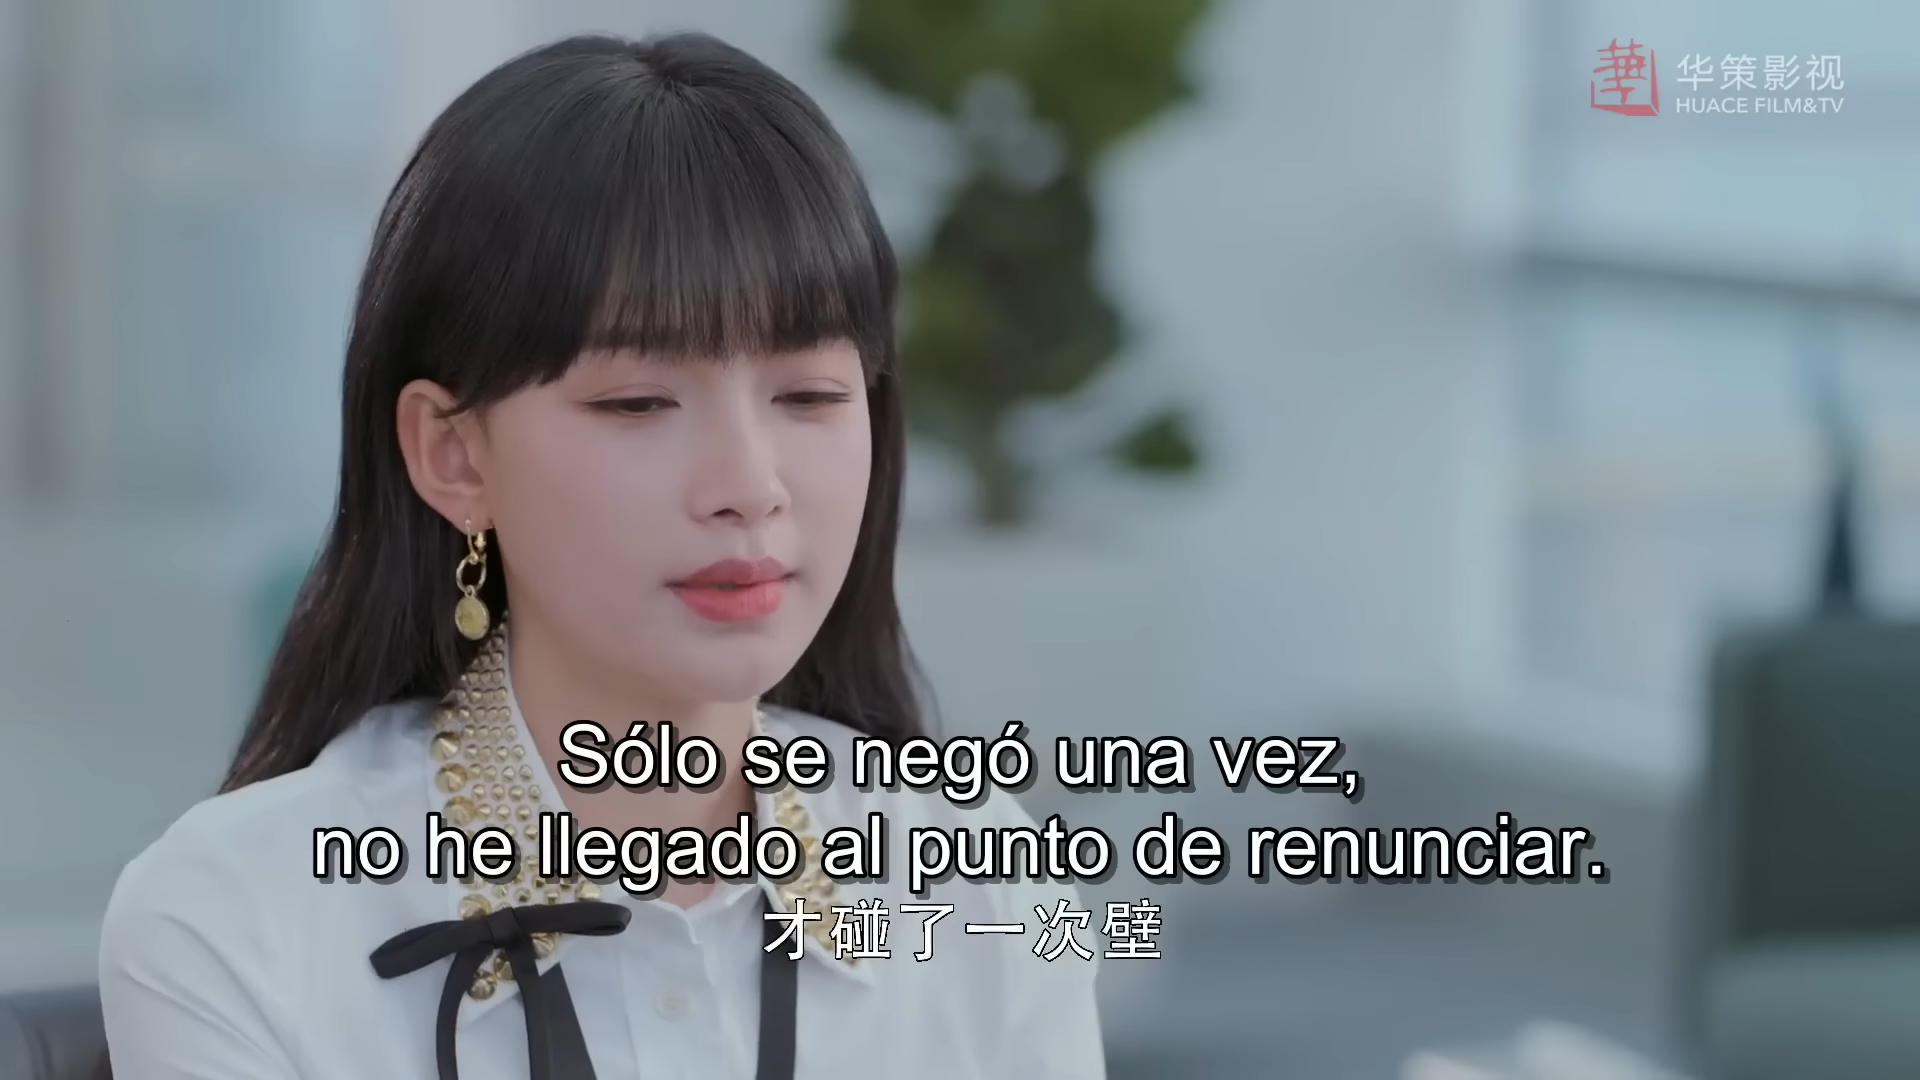 華
华策影视
HUACE FILM&TV
Sólo se negó una vez,
no he llegado al punto de renunciar.
才碰了一次壁